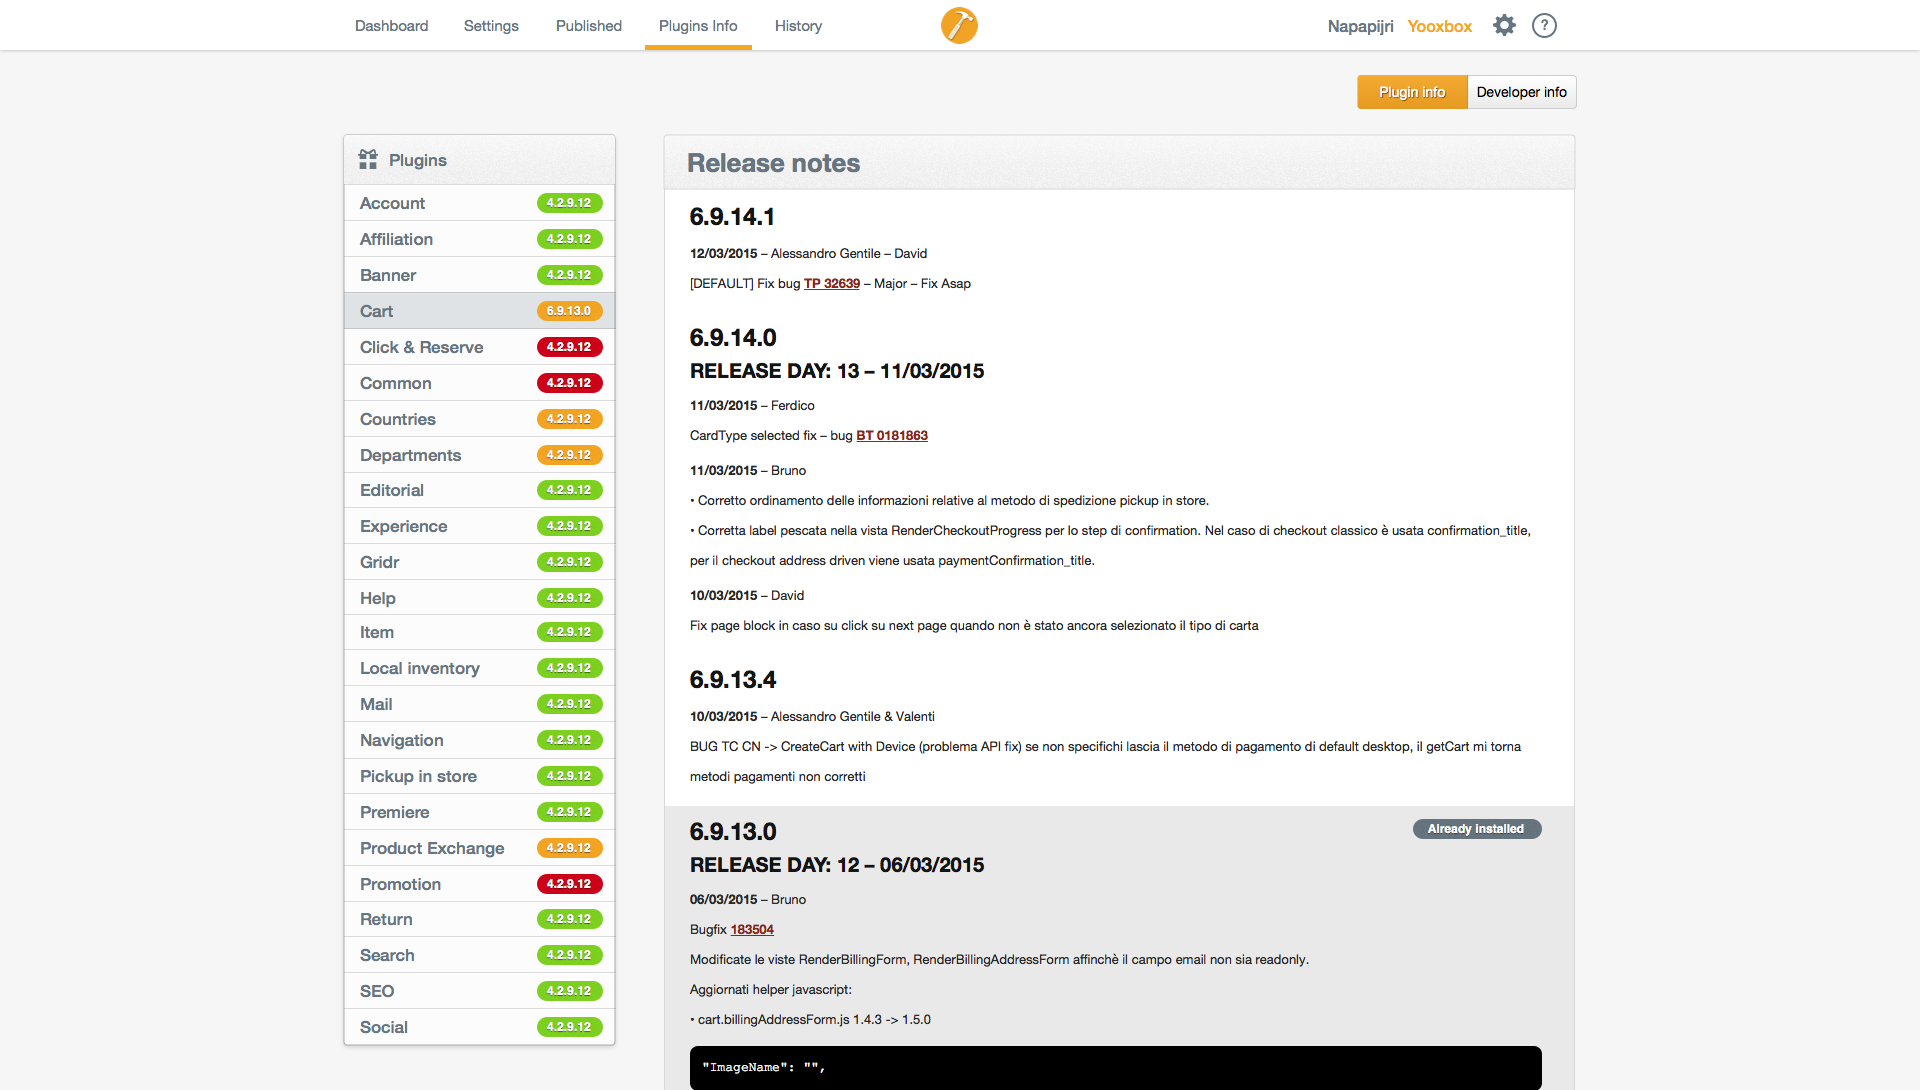 Dashboard Settings Published Plugins Info History Napapijri Yooxbox ?
Plugin info Developer info
Plugins
Account 4.2.9.12
Affiliation 4.2.9.12
Banner 4.2.9.12
Cart 6.9.13.0
Click & Reserve 4.2.9.12
Common 4.2.9.12
Countries 4.2.9.12
Departments 4.2.9.12
Editorial 4.2.9.12
Experience 4.2.9.12
Gridr 4.2.9.12
Help 4.2.9.12
Item 4.2.9.12
Local inventory 4.2.9.12
Mail 4.2.9.12
Navigation 4.2.9.12
Pickup in store 4.2.9.12
Premiere 4.2.9.12
Product Exchange 4.2.9.12
Promotion 4.2.9.12
Return 4.2.9.12
Search 4.2.9.12
SEO 4.2.9.12
Social 4.2.9.12
Release notes
6.9.14.1
12/03/2015 – Alessandro Gentile – David
[DEFAULT] Fix bug TP 32639 – Major – Fix Asap
6.9.14.0
RELEASE DAY: 13 – 11/03/2015
11/03/2015 – Ferdico
CardType selected fix – bug BT 0181863
11/03/2015 – Bruno
• Corretto ordinamento delle informazioni relative al metodo di spedizione pickup in store.
• Corretta label pescata nella vista RenderCheckoutProgress per lo step di confirmation. Nel caso di checkout classico è usata confirmation_title,
per il checkout address driven viene usata paymentConfirmation_title.
10/03/2015 – David
Fix page block in caso su click su next page quando non è stato ancora selezionato il tipo di carta
6.9.13.4
10/03/2015 – Alessandro Gentile & Valenti
BUG TC CN -> CreateCart with Device (problema API fix) se non specifichi lascia il metodo di pagamento di default desktop, il getCart mi torna
metodi pagamenti non corretti
6.9.13.0 Already installed
RELEASE DAY: 12 – 06/03/2015
06/03/2015 – Bruno
Bugfix 183504
Modificate le viste RenderBillingForm, RenderBillingAddressForm affinchè il campo email non sia readonly.
Aggiornati helper javascript:
• cart.billingAddressForm.js 1.4.3 -> 1.5.0
"ImageName": "",